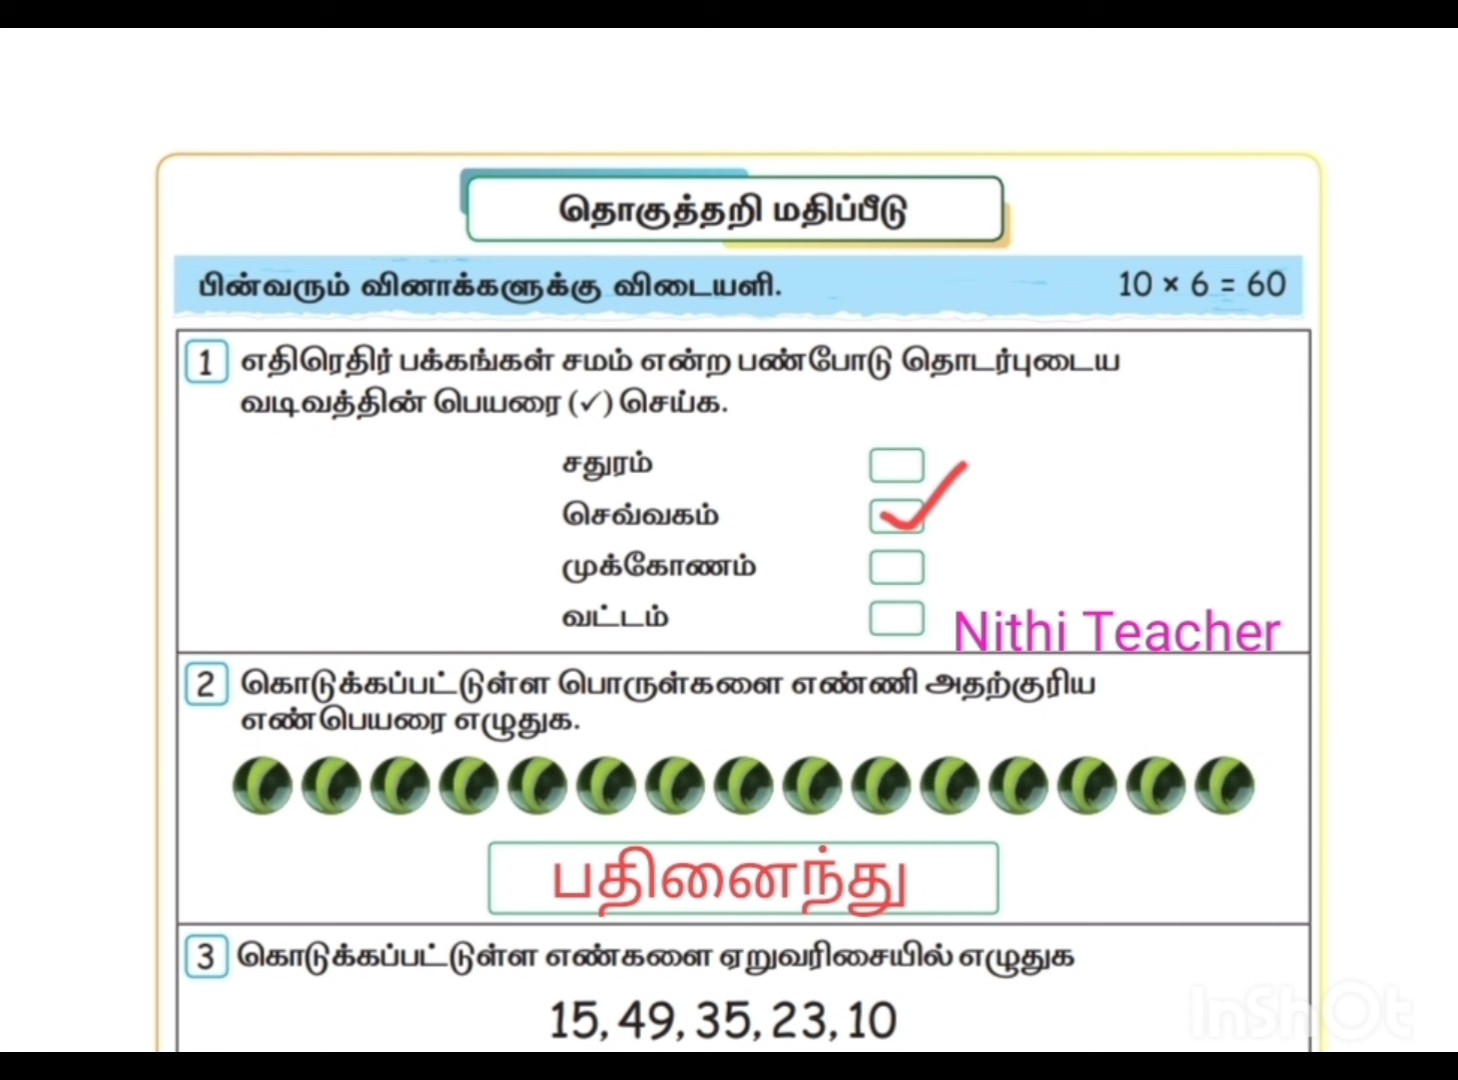 தொகுத்தறி மதிப்பீடு
பின்வரும் வினாக்களுக்கு விடையளி. 10 × 6 = 60
1 எதிரெதிர் பக்கங்கள் சமம் என்ற பண்போடு தொடர்புடைய
வடிவத்தின் பெயரை (✓) செய்க.
சதுரம்
செவ்வகம் ✓
முக்கோணம்
வட்டம்
Nithi Teacher
2 கொடுக்கப்பட்டுள்ள பொருள்களை எண்ணி அதற்குரிய
எண்பெயரை எழுதுக.
பதினைந்து
3 கொடுக்கப்பட்டுள்ள எண்களை ஏறுவரிசையில் எழுதுக
15, 49, 35, 23, 10
InShOt